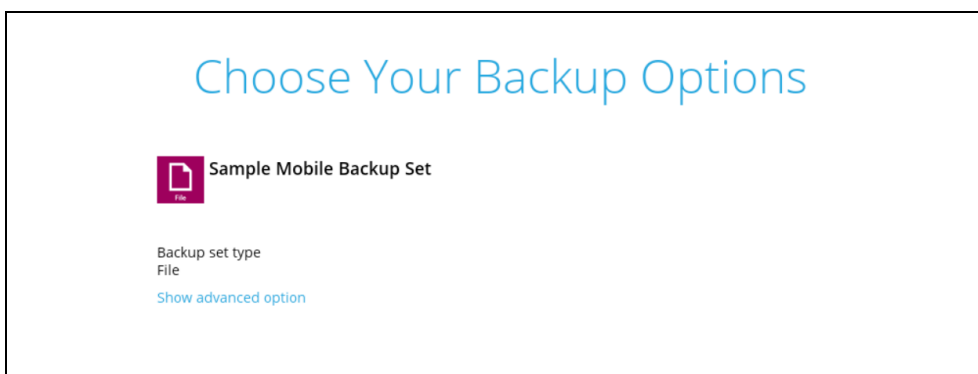 Choose Your Backup Options
Sample Mobile Backup Set
File
Backup set type
File
Show advanced option